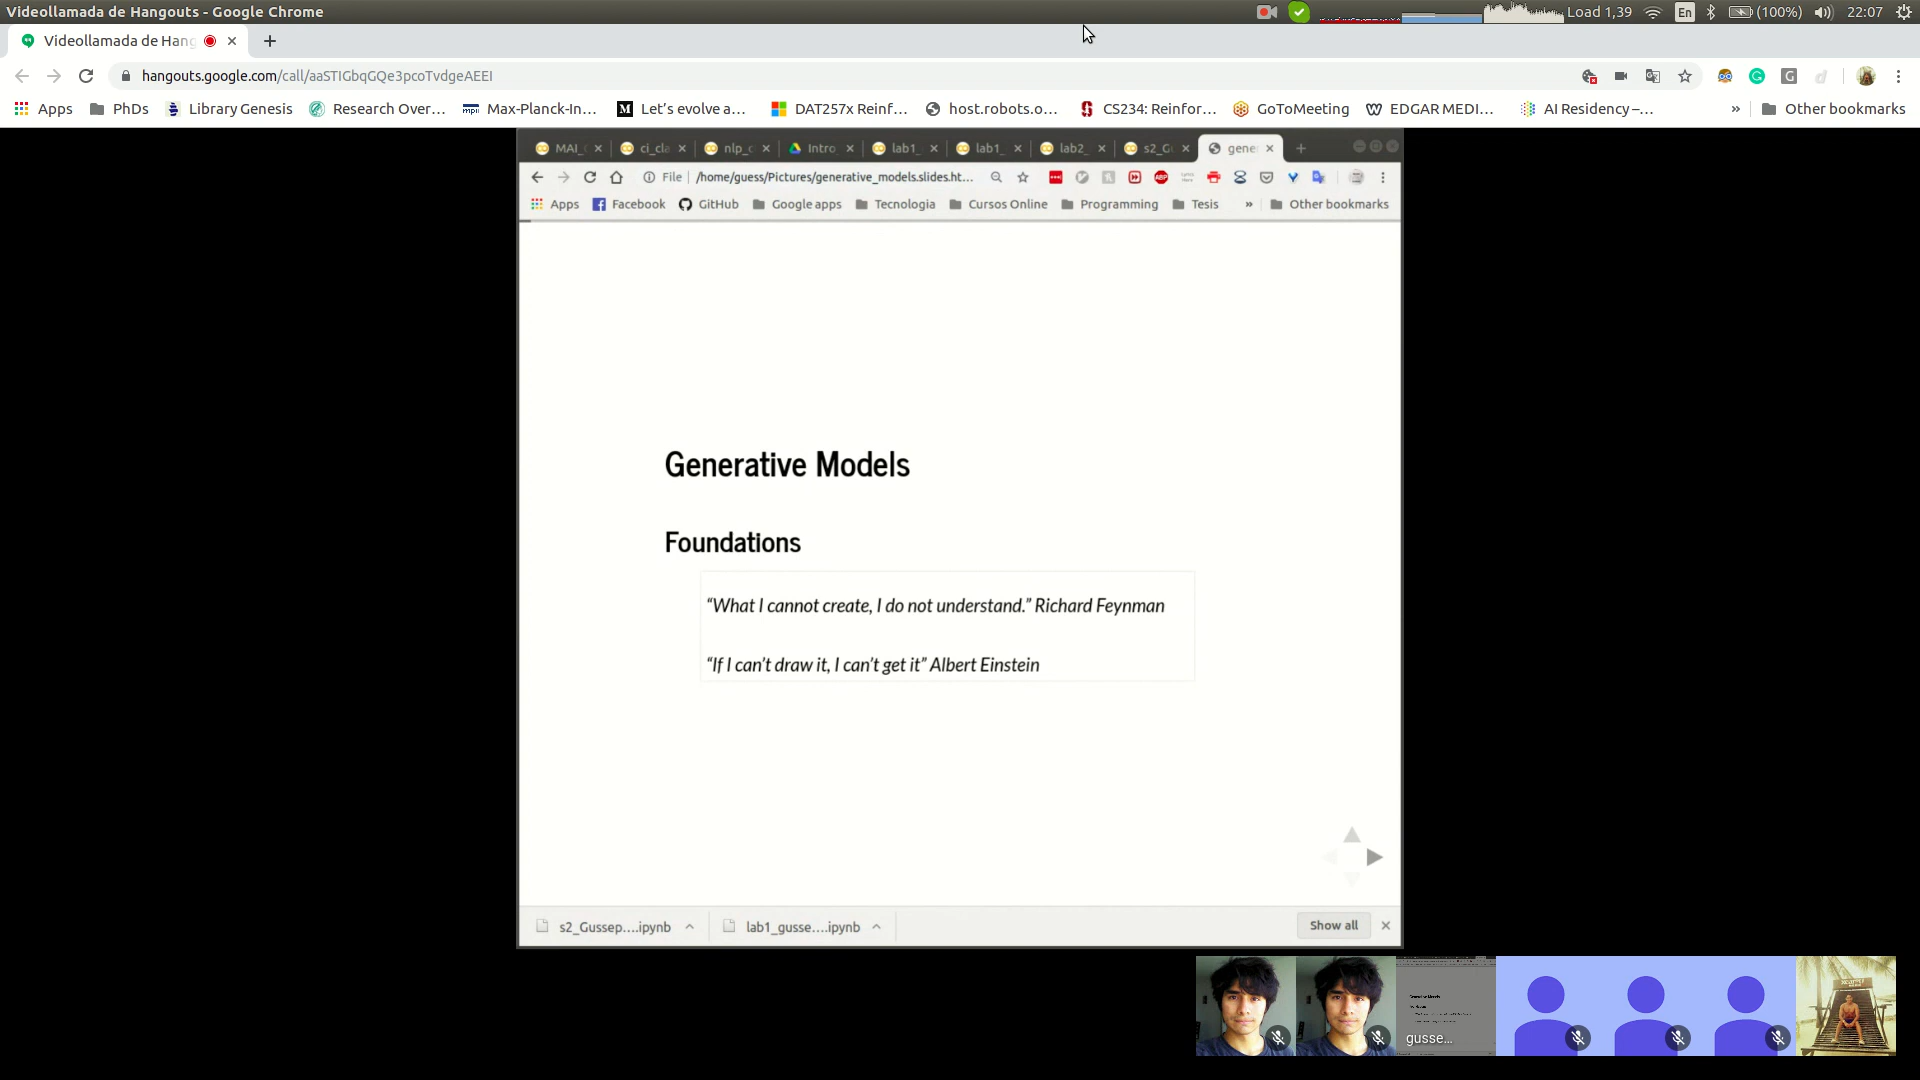 Videollamada de Hangouts - Google Chrome
Load 1,39 En (100%) 22:07
Videollamada de Hang
hangouts.google.com/call/aaSTIGbqGQe3pcoTvdgeAEEI
Apps PhDs Library Genesis Research Over… Max-Planck-In… Let's evolve a… DAT257x Reinf… host.robots.o… CS234: Reinfor… GoToMeeting EDGAR MEDI… AI Residency –… » Other bookmarks
MAI_ ci_cla nlp_c Intro lab1_ lab1_ lab2_ s2_G gene
File /home/guess/Pictures/generative_models.slides.ht...
Apps Facebook GitHub Google apps Tecnologia Cursos Online Programming Tesis » Other bookmarks
Generative Models
Foundations
“What I cannot create, I do not understand.” Richard Feynman
“If I can’t draw it, I can’t get it” Albert Einstein
s2_Gussep....ipynb lab1_gusse....ipynb Show all
gusse...